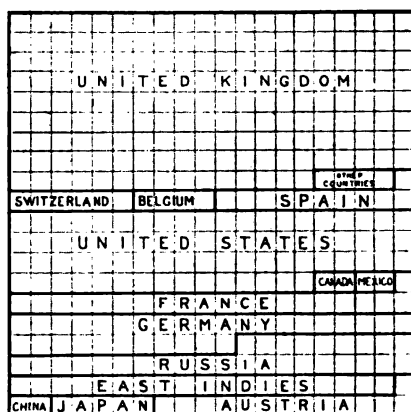 UNITED KINGDOM
OTHER
COUNTRIES
SWITZERLAND BELGIUM SPAIN
UNITED STATES
CANADA MEXICO
FRANCE
GERMANY
RUSSIA
EAST INDIES
CHINA JAPAN AUSTRIA